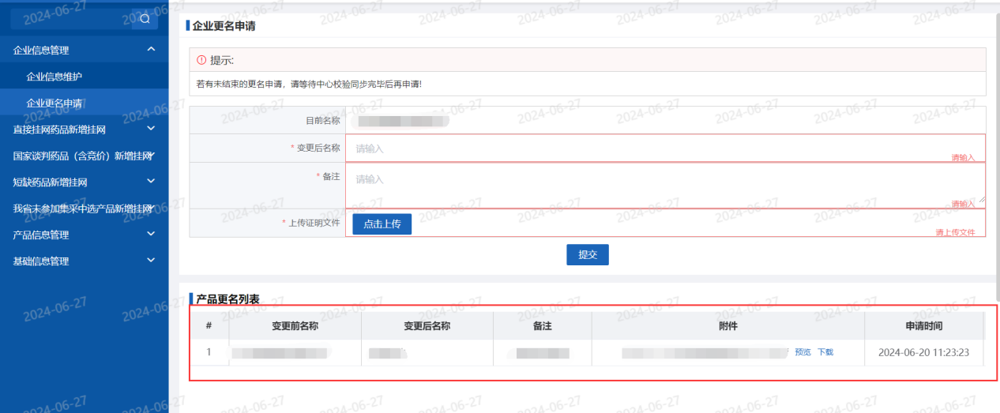 企业更名申请
企业信息管理
企业信息维护
企业更名申请
直接挂网药品新增挂网
国家谈判药品（含竞价）新增挂网
短缺药品新增挂网
我省未参加集采中选产品新增挂网
产品信息管理
基础信息管理
提示:
若有未结束的更名申请，请等待中心校验同步完毕后再申请!
目前名称
* 变更后名称 请输入
请输入
* 备注 请输入
请输入
* 上传证明文件 点击上传
请上传文件
提交
产品更名列表
# 变更前名称 变更后名称 备注 附件 申请时间
1 预览 下载 2024-06-20 11:23:23
2024-06-27